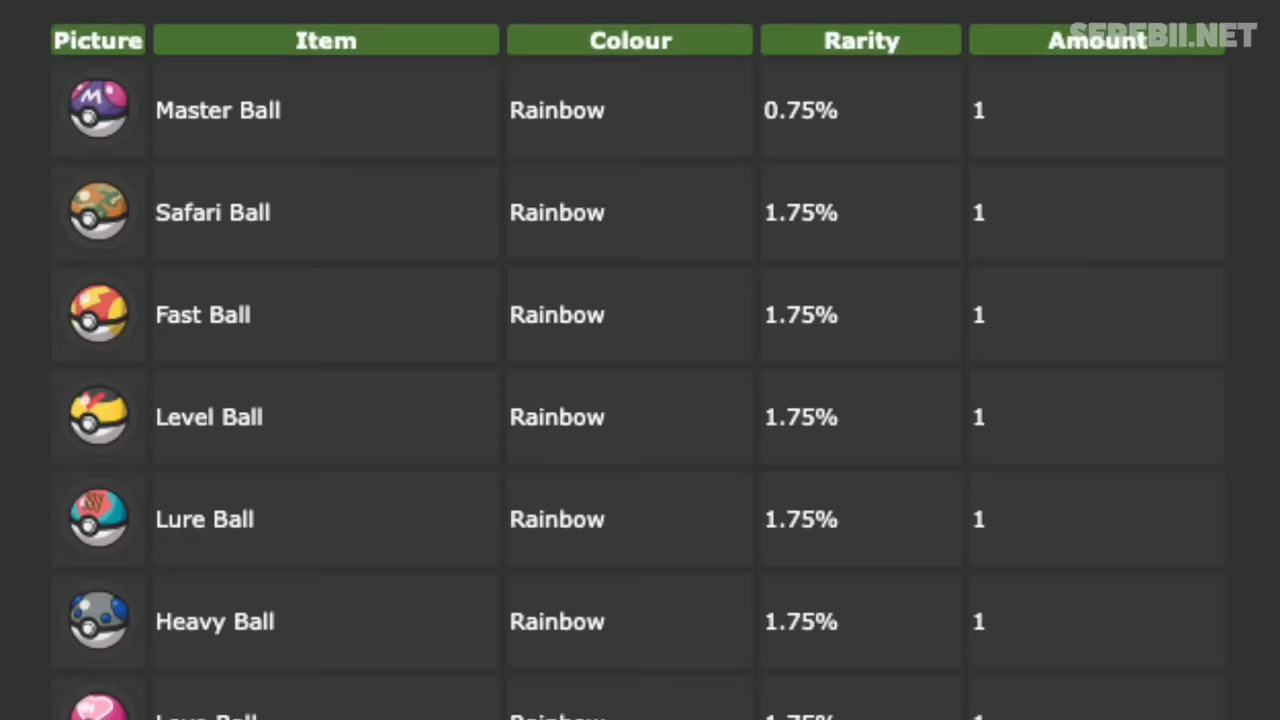 SEREBII.NET
Picture Item Colour Rarity Amount
Master Ball Rainbow 0.75% 1
Safari Ball Rainbow 1.75% 1
Fast Ball Rainbow 1.75% 1
Level Ball Rainbow 1.75% 1
Lure Ball Rainbow 1.75% 1
Heavy Ball Rainbow 1.75% 1